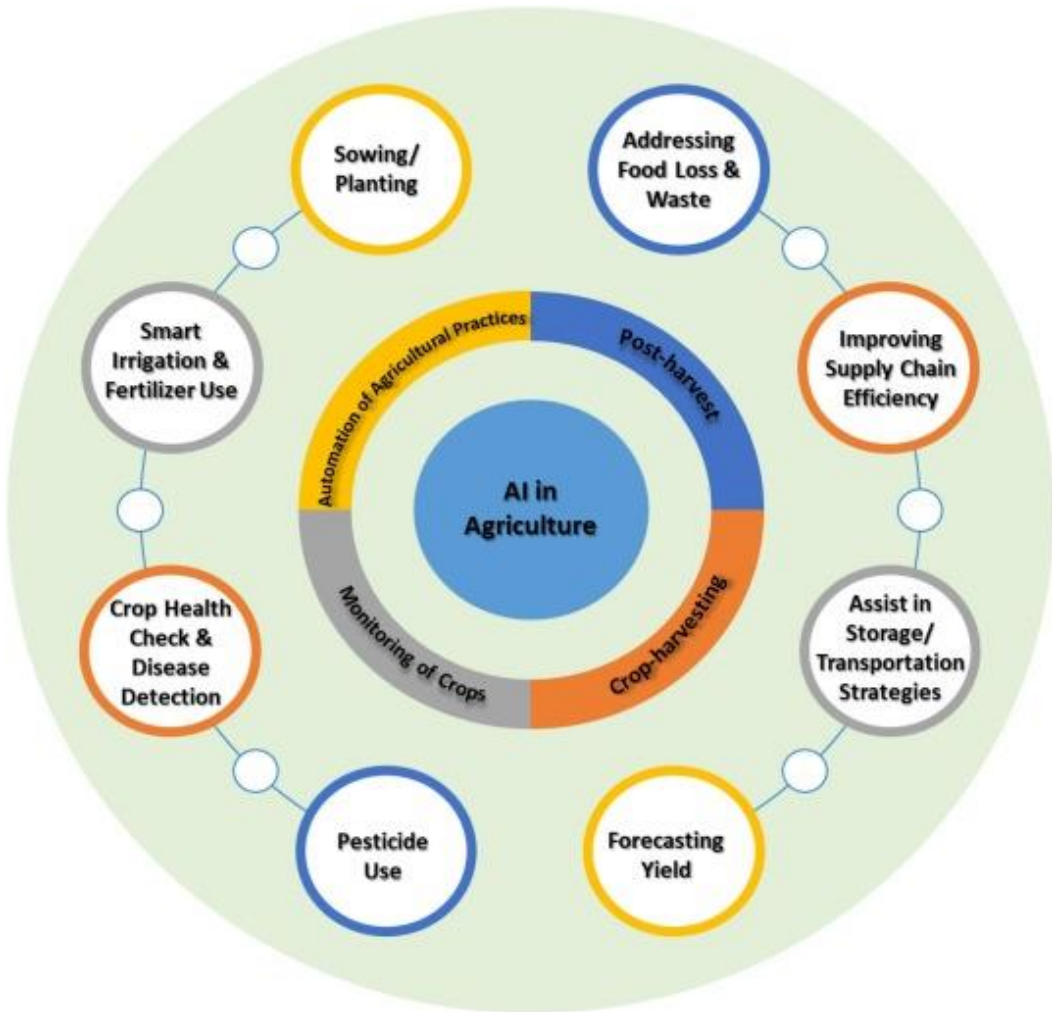 Sowing/
Planting
Addressing
Food Loss &
Waste
Smart
Irrigation &
Fertilizer Use
Improving
Supply Chain
Efficiency
Automation of Agricultural Practices
Post-harvest
AI in
Agriculture
Monitoring of Crops
Crop-harvesting
Crop Health
Check &
Disease
Detection
Assist in
Storage/
Transportation
Strategies
Pesticide
Use
Forecasting
Yield